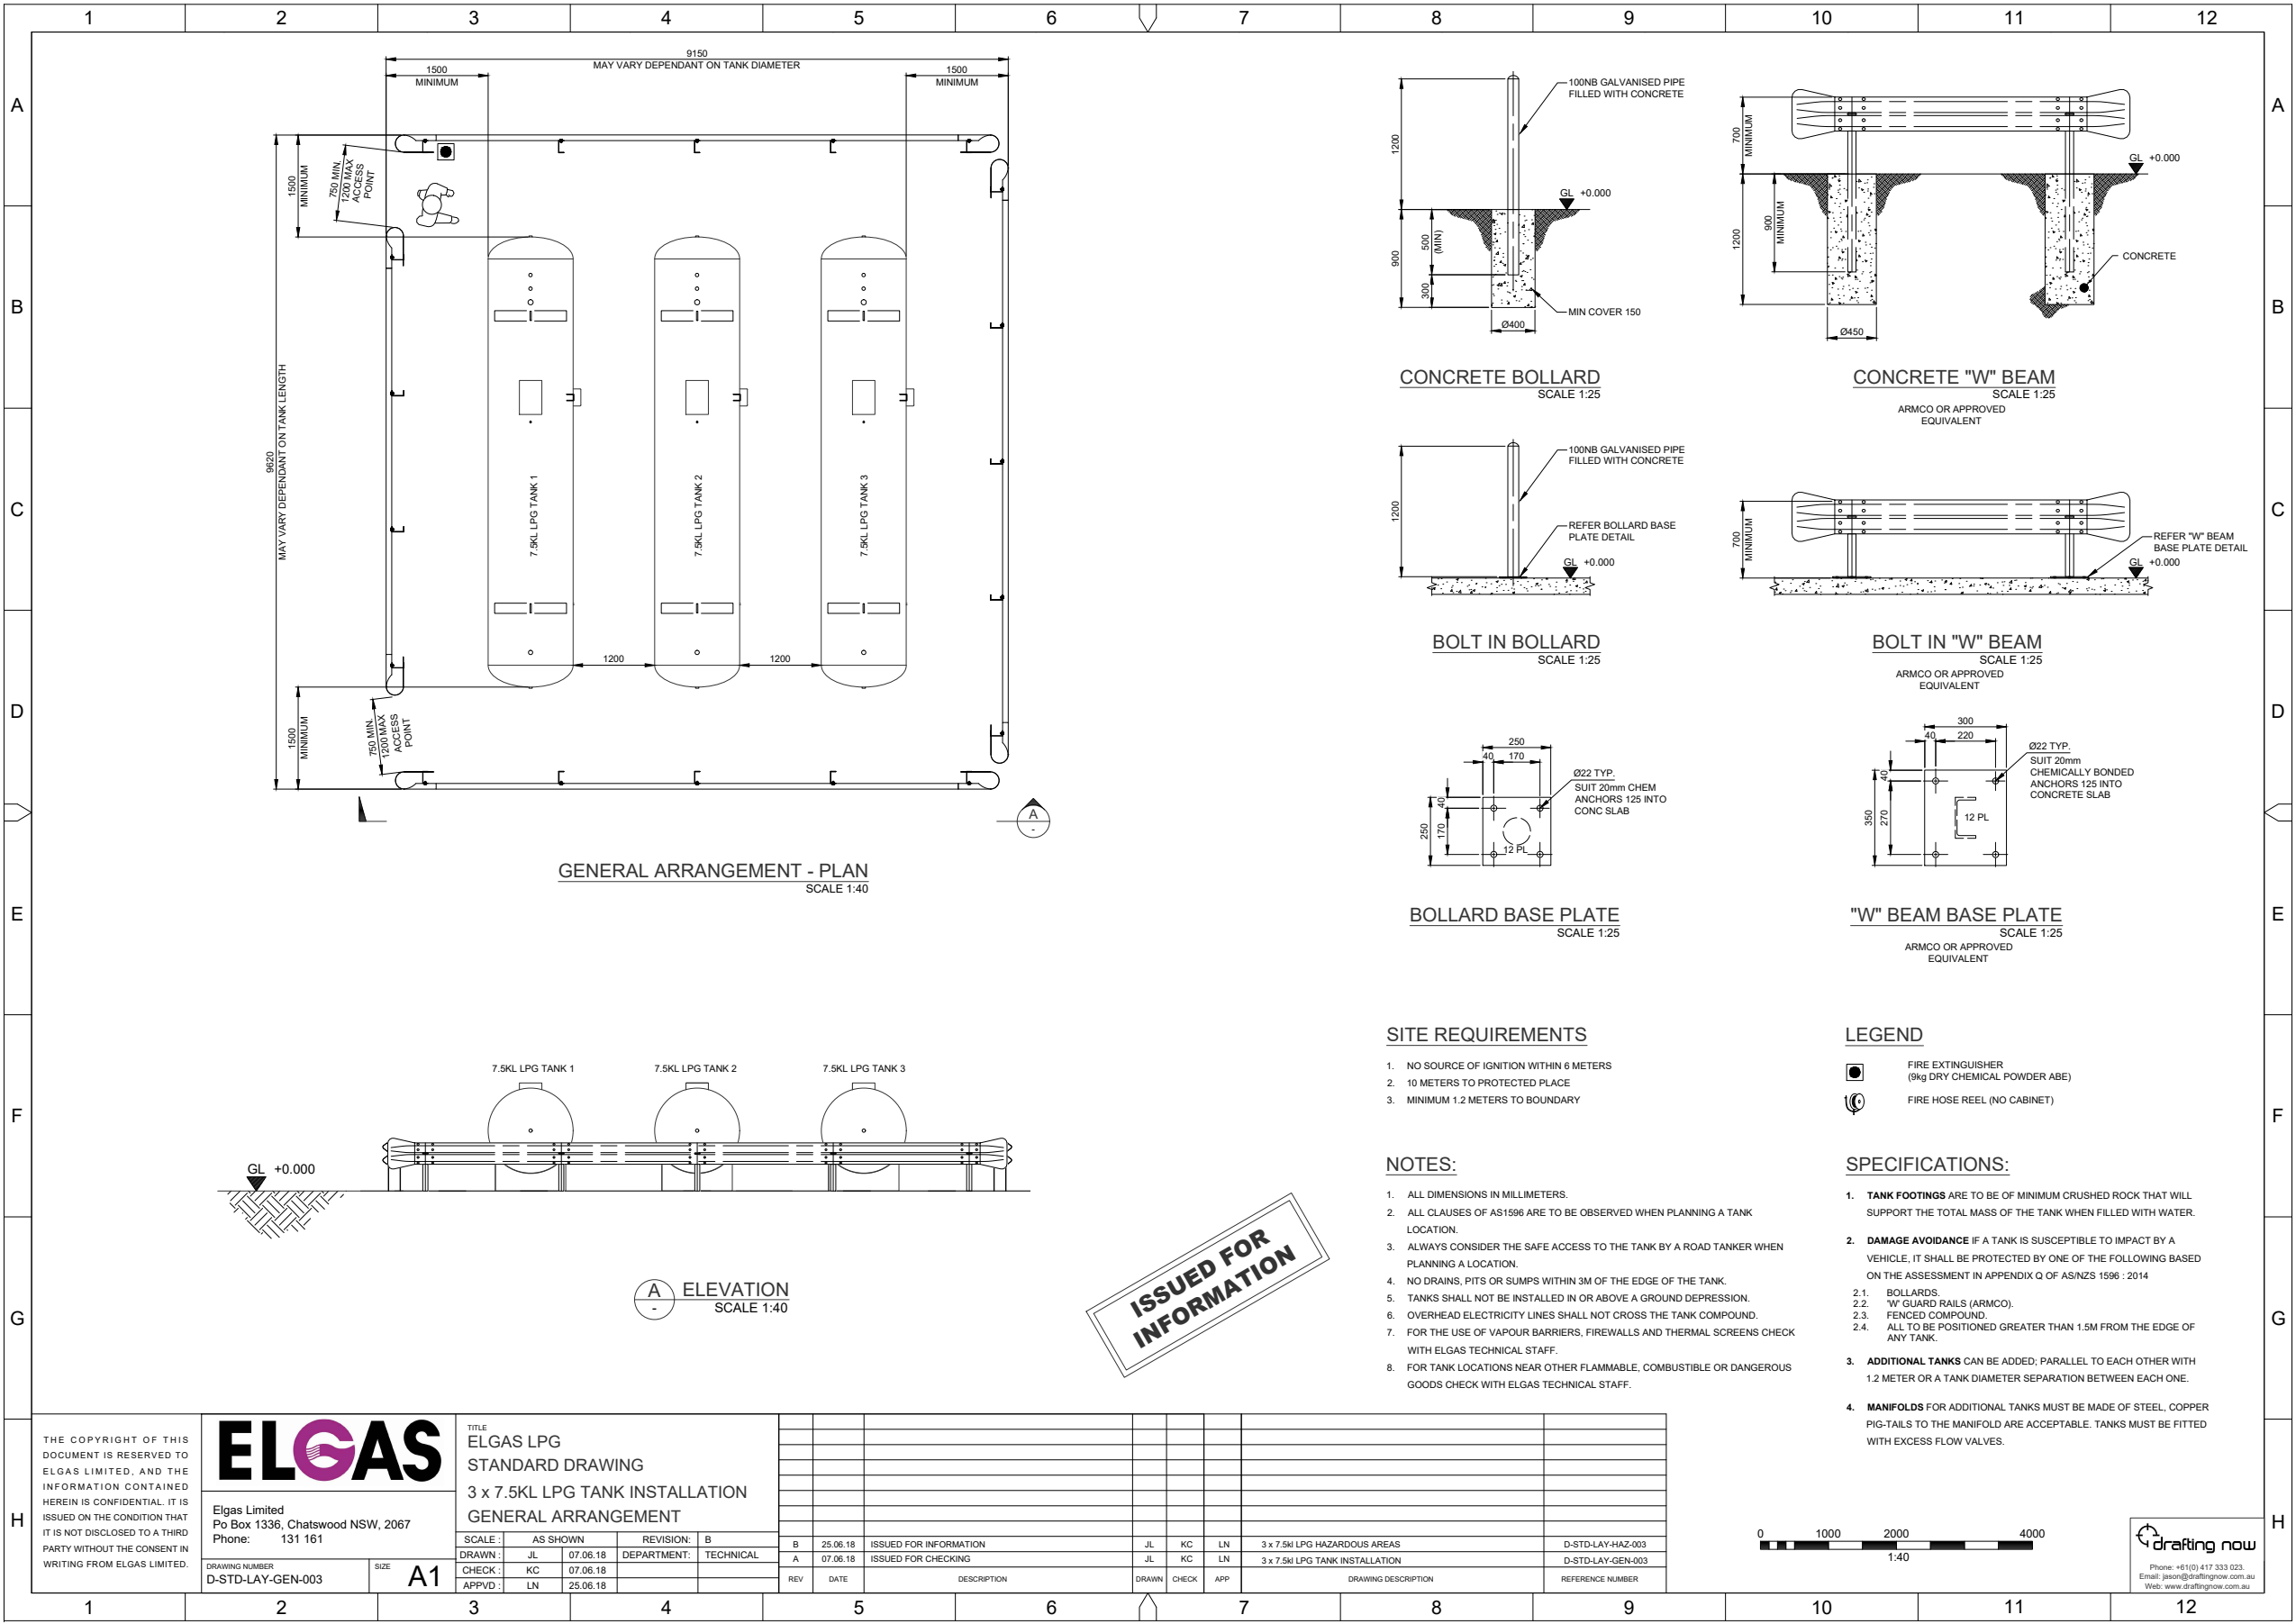 1 2 3 4 5 6 7 8 9 10 11 12
A A
B B
C C
D D
E E
F F
G G
H H
9150
MAY VARY DEPENDANT ON TANK DIAMETER
1500
MINIMUM
1500
MINIMUM
1500
MINIMUM
750 MIN.
1200 MAX
ACCESS
POINT
9620
MAY VARY DEPENDANT ON TANK LENGTH
7.5KL LPG TANK 1
7.5KL LPG TANK 2
7.5KL LPG TANK 3
1200
1200
1500
MINIMUM
750 MIN.
1200 MAX
ACCESS
POINT
A
-
GENERAL ARRANGEMENT - PLAN
SCALE 1:40
7.5KL LPG TANK 1
7.5KL LPG TANK 2
7.5KL LPG TANK 3
GL +0.000
A
-
ELEVATION
SCALE 1:40
100NB GALVANISED PIPE
FILLED WITH CONCRETE
1200
GL +0.000
900
500
(MIN)
300
MIN COVER 150
Ø400
CONCRETE BOLLARD
SCALE 1:25
700
MINIMUM
GL +0.000
1200
900
MINIMUM
CONCRETE
Ø450
CONCRETE "W" BEAM
SCALE 1:25
ARMCO OR APPROVED
EQUIVALENT
100NB GALVANISED PIPE
FILLED WITH CONCRETE
1200
REFER BOLLARD BASE
PLATE DETAIL
GL +0.000
BOLT IN BOLLARD
SCALE 1:25
700
MINIMUM
REFER "W" BEAM
BASE PLATE DETAIL
GL +0.000
BOLT IN "W" BEAM
SCALE 1:25
ARMCO OR APPROVED
EQUIVALENT
250
40 170
250
40
170
12 PL
Ø22 TYP.
SUIT 20mm CHEM
ANCHORS 125 INTO
CONC SLAB
BOLLARD BASE PLATE
SCALE 1:25
300
40 220
350
40
270
12 PL
Ø22 TYP.
SUIT 20mm
CHEMICALLY BONDED
ANCHORS 125 INTO
CONCRETE SLAB
"W" BEAM BASE PLATE
SCALE 1:25
ARMCO OR APPROVED
EQUIVALENT
SITE REQUIREMENTS
1. NO SOURCE OF IGNITION WITHIN 6 METERS
2. 10 METERS TO PROTECTED PLACE
3. MINIMUM 1.2 METERS TO BOUNDARY
LEGEND
FIRE EXTINGUISHER
(9kg DRY CHEMICAL POWDER ABE)
FIRE HOSE REEL (NO CABINET)
NOTES:
1. ALL DIMENSIONS IN MILLIMETERS.
2. ALL CLAUSES OF AS1596 ARE TO BE OBSERVED WHEN PLANNING A TANK
LOCATION.
3. ALWAYS CONSIDER THE SAFE ACCESS TO THE TANK BY A ROAD TANKER WHEN
PLANNING A LOCATION.
4. NO DRAINS, PITS OR SUMPS WITHIN 3M OF THE EDGE OF THE TANK.
5. TANKS SHALL NOT BE INSTALLED IN OR ABOVE A GROUND DEPRESSION.
6. OVERHEAD ELECTRICITY LINES SHALL NOT CROSS THE TANK COMPOUND.
7. FOR THE USE OF VAPOUR BARRIERS, FIREWALLS AND THERMAL SCREENS CHECK
WITH ELGAS TECHNICAL STAFF.
8. FOR TANK LOCATIONS NEAR OTHER FLAMMABLE, COMBUSTIBLE OR DANGEROUS
GOODS CHECK WITH ELGAS TECHNICAL STAFF.
SPECIFICATIONS:
1. TANK FOOTINGS ARE TO BE OF MINIMUM CRUSHED ROCK THAT WILL
SUPPORT THE TOTAL MASS OF THE TANK WHEN FILLED WITH WATER.
2. DAMAGE AVOIDANCE IF A TANK IS SUSCEPTIBLE TO IMPACT BY A
VEHICLE, IT SHALL BE PROTECTED BY ONE OF THE FOLLOWING BASED
ON THE ASSESSMENT IN APPENDIX Q OF AS/NZS 1596 : 2014
2.1. BOLLARDS.
2.2. 'W' GUARD RAILS (ARMCO).
2.3. FENCED COMPOUND.
2.4. ALL TO BE POSITIONED GREATER THAN 1.5M FROM THE EDGE OF
ANY TANK.
3. ADDITIONAL TANKS CAN BE ADDED; PARALLEL TO EACH OTHER WITH
1.2 METER OR A TANK DIAMETER SEPARATION BETWEEN EACH ONE.
4. MANIFOLDS FOR ADDITIONAL TANKS MUST BE MADE OF STEEL, COPPER
PIG-TAILS TO THE MANIFOLD ARE ACCEPTABLE. TANKS MUST BE FITTED
WITH EXCESS FLOW VALVES.
ISSUED FOR
INFORMATION
THE COPYRIGHT OF THIS
DOCUMENT IS RESERVED TO
ELGAS LIMITED, AND THE
INFORMATION CONTAINED
HEREIN IS CONFIDENTIAL. IT IS
ISSUED ON THE CONDITION THAT
IT IS NOT DISCLOSED TO A THIRD
PARTY WITHOUT THE CONSENT IN
WRITING FROM ELGAS LIMITED.
ELGAS
Elgas Limited
Po Box 1336, Chatswood NSW, 2067
Phone: 131 161
DRAWING NUMBER
D-STD-LAY-GEN-003
SIZE
A1
TITLE
ELGAS LPG
STANDARD DRAWING
3 x 7.5KL LPG TANK INSTALLATION
GENERAL ARRANGEMENT
SCALE : AS SHOWN REVISION: B
DRAWN : JL 07.06.18 DEPARTMENT: TECHNICAL
CHECK : KC 07.06.18
APPVD : LN 25.06.18
B 25.06.18 ISSUED FOR INFORMATION JL KC LN 3 x 7.5kl LPG HAZARDOUS AREAS D-STD-LAY-HAZ-003
A 07.06.18 ISSUED FOR CHECKING JL KC LN 3 x 7.5kl LPG TANK INSTALLATION D-STD-LAY-GEN-003
REV DATE DESCRIPTION DRAWN CHECK APP DRAWING DESCRIPTION REFERENCE NUMBER
0 1000 2000 4000
1:40
drafting now
Phone: +61(0) 417 333 023.
Email: jason@draftingnow.com.au
Web: www.draftingnow.com.au
1 2 3 4 5 6 7 8 9 10 11 12